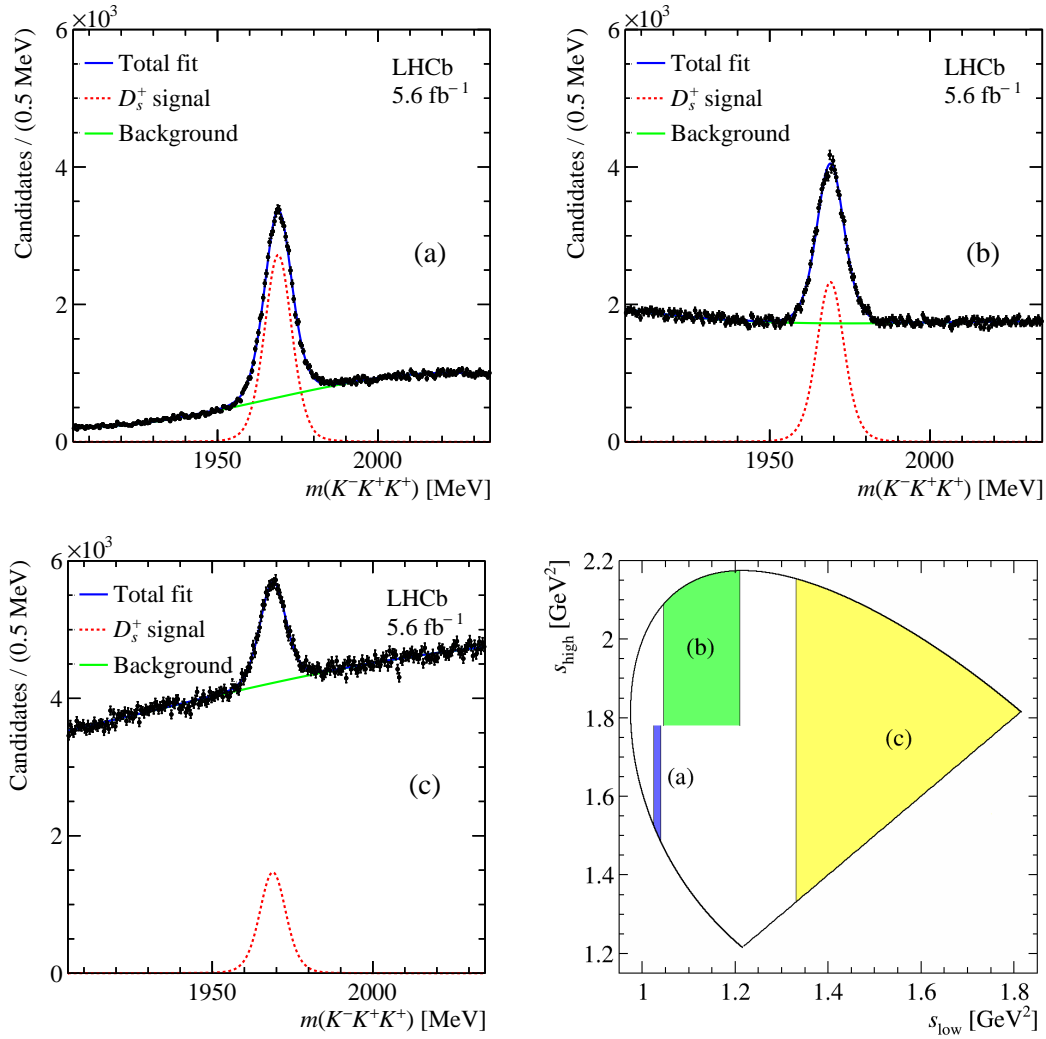 ×10³
6
4
2
0
Candidates / (0.5 MeV)
Total fit
D_s^+ signal
Background
LHCb
5.6 fb⁻¹
(a)
1950 2000
m(K⁻K⁺K⁺) [MeV]
×10³
6
4
2
0
Candidates / (0.5 MeV)
Total fit
D_s^+ signal
Background
LHCb
5.6 fb⁻¹
(b)
1950 2000
m(K⁻K⁺K⁺) [MeV]
×10³
6
4
2
0
Candidates / (0.5 MeV)
Total fit
D_s^+ signal
Background
LHCb
5.6 fb⁻¹
(c)
1950 2000
m(K⁻K⁺K⁺) [MeV]
2.2
2
1.8
1.6
1.4
1.2
s_high [GeV²]
(b)
(c)
(a)
1 1.2 1.4 1.6 1.8
s_low [GeV²]